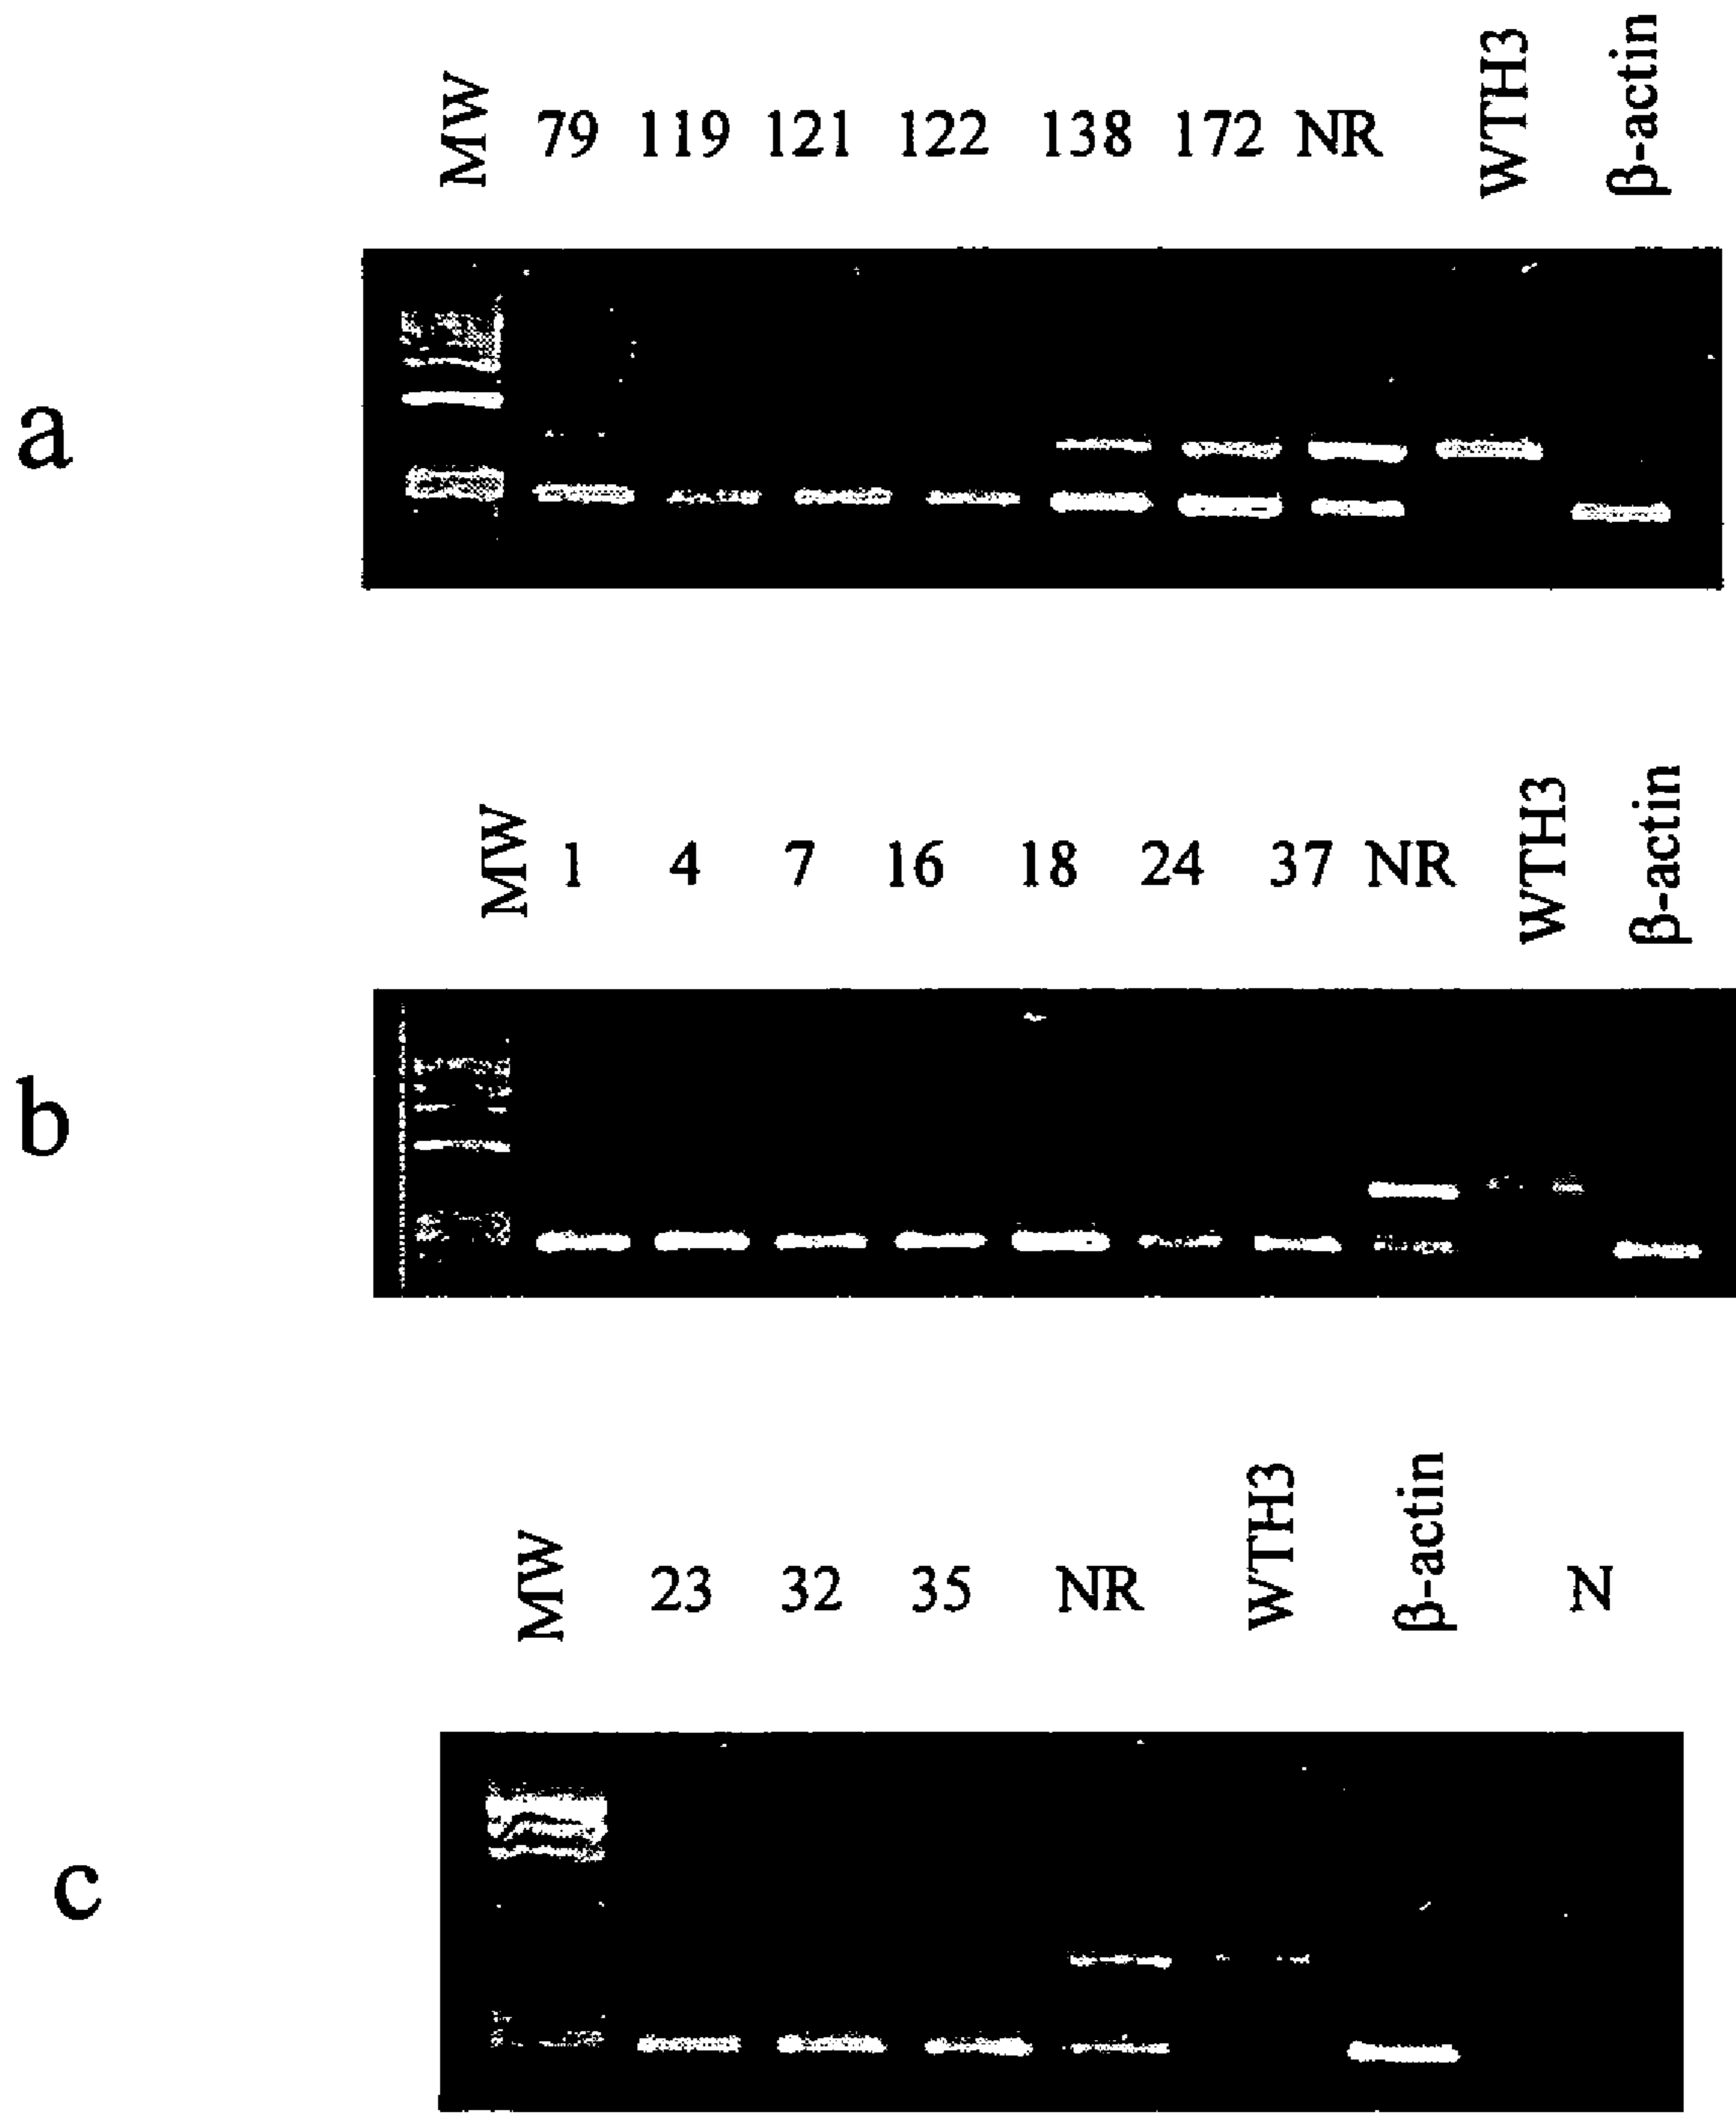 MW 79 119 121 122 138 172 NR WTH3 β-actin
a
MW 1 4 7 16 18 24 37 NR WTH3 β-actin
b
MW 23 32 35 NR WTH3 β-actin N
c